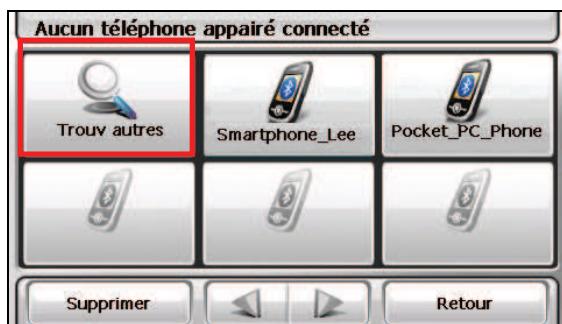 Aucun téléphone appairé connecté
Trouv autres
Smartphone_Lee
Pocket_PC_Phone
Supprimer
Retour